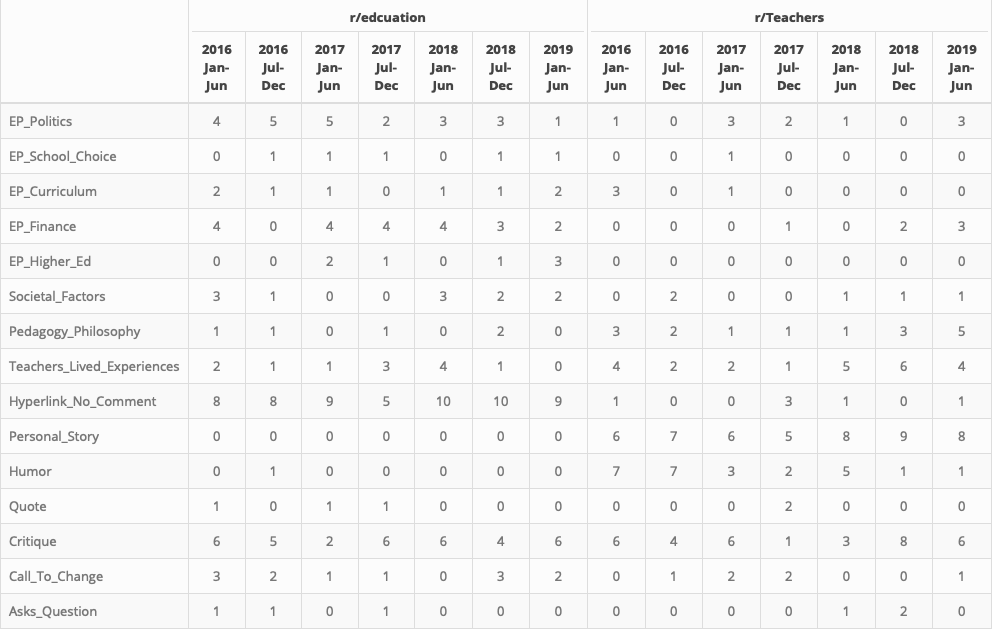 r/edcuation r/Teachers
2016 2016 2017 2017 2018 2018 2019 2016 2016 2017 2017 2018 2018 2019
Jan- Jul- Jan- Jul- Jan- Jul- Jan- Jan- Jul- Jan- Jul- Jan- Jul- Jan-
Jun Dec Jun Dec Jun Dec Jun Jun Dec Jun Dec Jun Dec Jun
EP_Politics 4 5 5 2 3 3 1 1 0 3 2 1 0 3
EP_School_Choice 0 1 1 1 0 1 1 0 0 1 0 0 0 0
EP_Curriculum 2 1 1 0 1 1 2 3 0 1 0 0 0 0
EP_Finance 4 0 4 4 4 3 2 0 0 0 1 0 2 3
EP_Higher_Ed 0 0 2 1 0 1 3 0 0 0 0 0 0 0
Societal_Factors 3 1 0 0 3 2 2 0 2 0 0 1 1 1
Pedagogy_Philosophy 1 1 0 1 0 2 0 3 2 1 1 1 3 5
Teachers_Lived_Experiences 2 1 1 3 4 1 0 4 2 2 1 5 6 4
Hyperlink_No_Comment 8 8 9 5 10 10 9 1 0 0 3 1 0 1
Personal_Story 0 0 0 0 0 0 0 6 7 6 5 8 9 8
Humor 0 1 0 0 0 0 0 7 7 3 2 5 1 1
Quote 1 0 1 1 0 0 0 0 0 0 2 0 0 0
Critique 6 5 2 6 6 4 6 6 4 6 1 3 8 6
Call_To_Change 3 2 1 1 0 3 2 0 1 2 2 0 0 1
Asks_Question 1 1 0 1 0 0 0 0 0 0 0 1 2 0